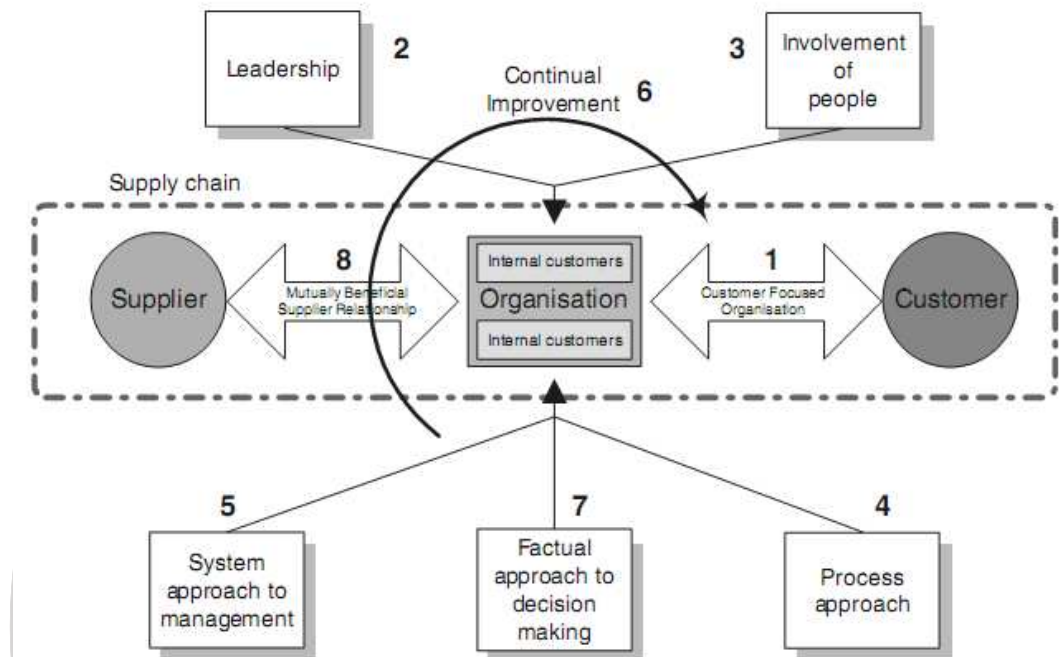 Leadership
2
Continual
Improvement
6
3
Involvement
of
people
Supply chain
Supplier
8
Mutually Beneficial
Supplier Relationship
Internal customers
Organisation
Internal customers
1
Customer Focused
Organisation
Customer
5
System
approach to
management
7
Factual
approach to
decision
making
4
Process
approach